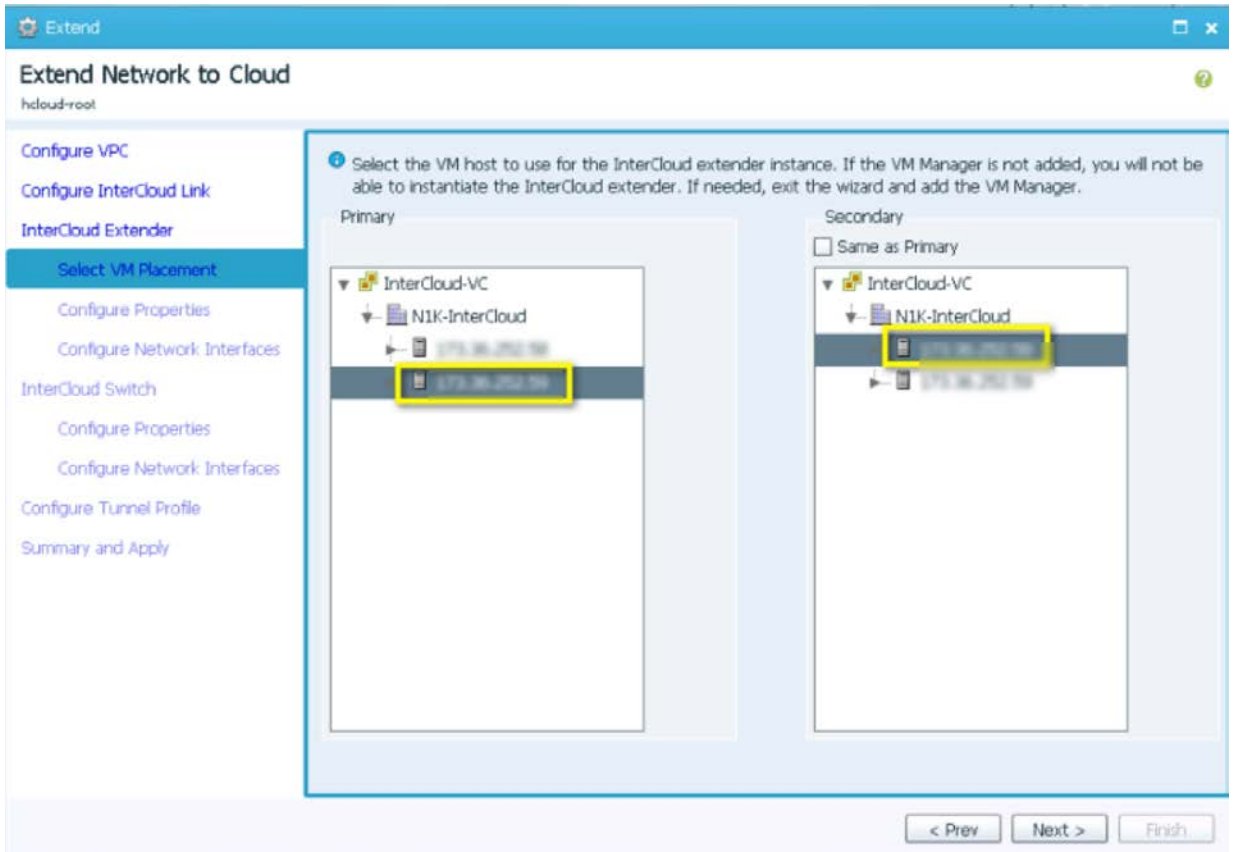 Extend
Extend Network to Cloud
hcloud-root
Configure VPC
Configure InterCloud Link
InterCloud Extender
Select VM Placement
Configure Properties
Configure Network Interfaces
InterCloud Switch
Configure Properties
Configure Network Interfaces
Configure Tunnel Profile
Summary and Apply
Select the VM host to use for the InterCloud extender instance. If the VM Manager is not added, you will not be
able to instantiate the InterCloud extender. If needed, exit the wizard and add the VM Manager.
Primary
InterCloud-VC
N1K-InterCloud
Secondary
Same as Primary
InterCloud-VC
N1K-InterCloud
< Prev
Next >
Finish